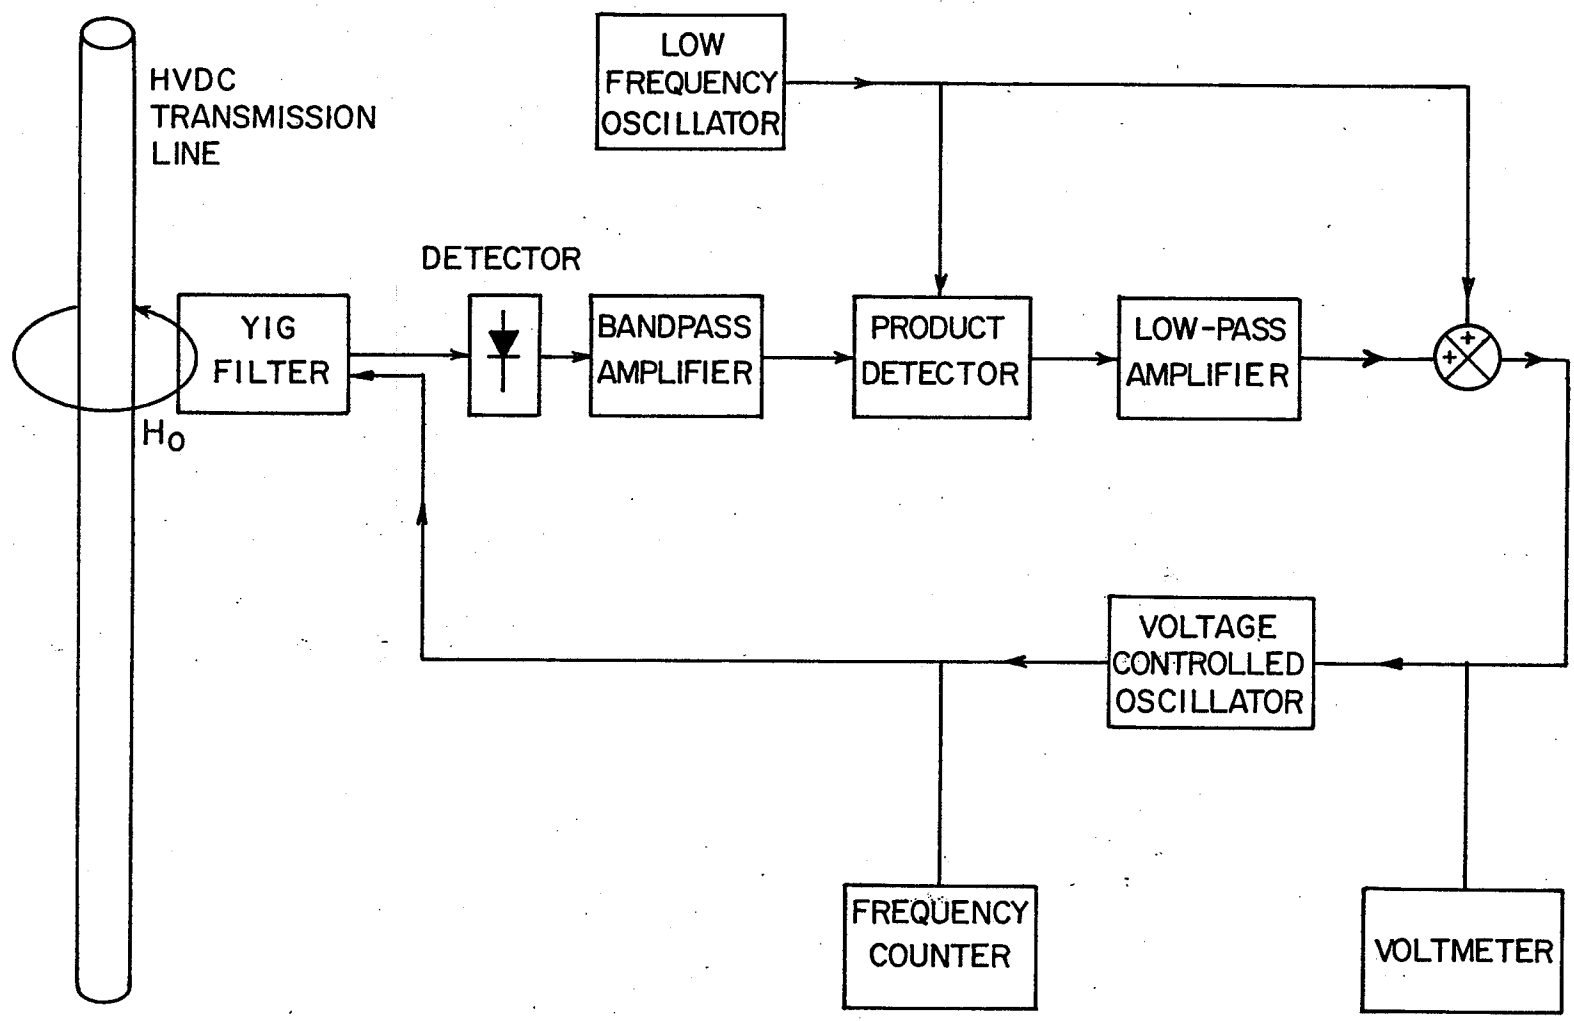 LOW
FREQUENCY
OSCILLATOR
HVDC
TRANSMISSION
LINE
DETECTOR
YIG
FILTER
BANDPASS
AMPLIFIER
PRODUCT
DETECTOR
LOW-PASS
AMPLIFIER
+
+
H₀
VOLTAGE
CONTROLLED
OSCILLATOR
FREQUENCY
COUNTER
VOLTMETER